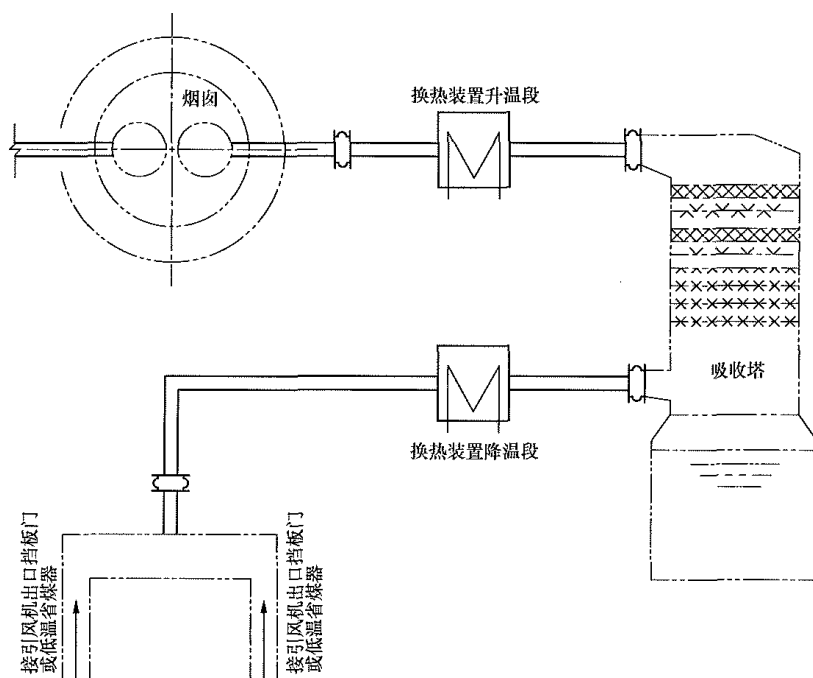 烟囱
换热装置升温段
吸收塔
换热装置降温段
接引风机出口挡板门
或低温省煤器
接引风机出口挡板门
或低温省煤器